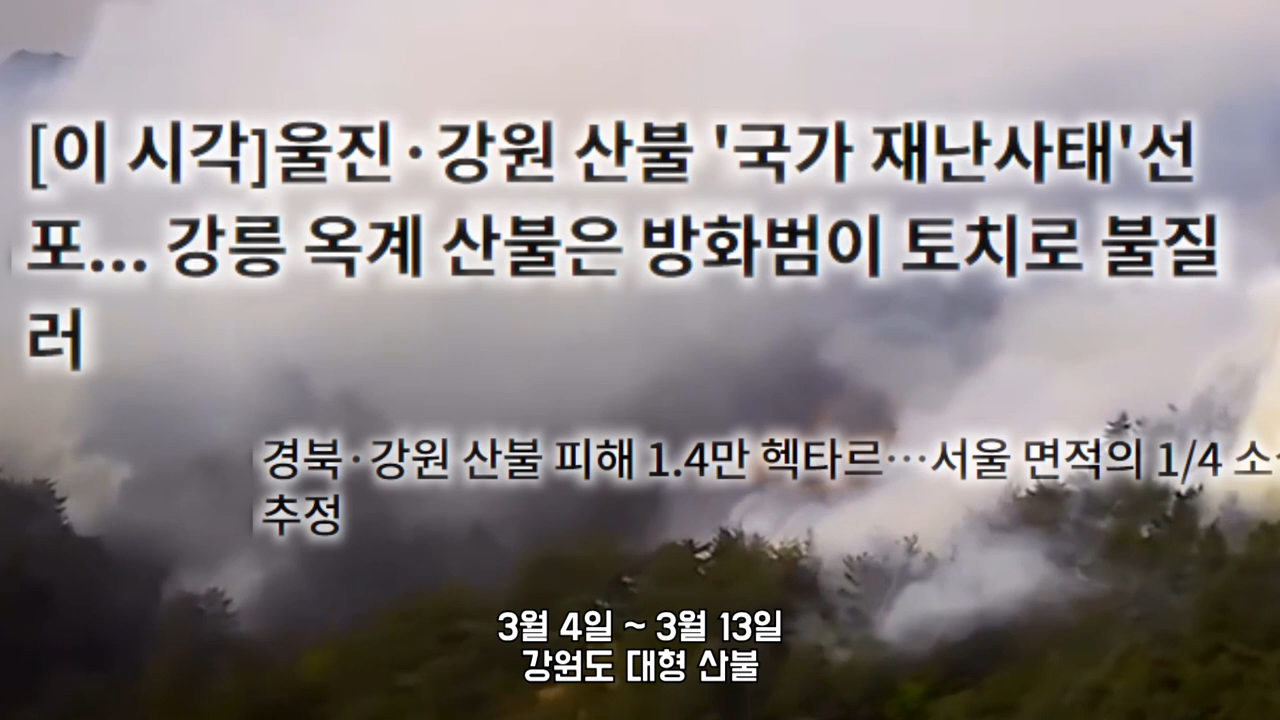 [이 시각]울진·강원 산불 '국가 재난사태'선
포... 강릉 옥계 산불은 방화범이 토치로 불질
러
경북·강원 산불 피해 1.4만 헥타르…서울 면적의 1/4
추정
3월 4일 ~ 3월 13일
강원도 대형 산불